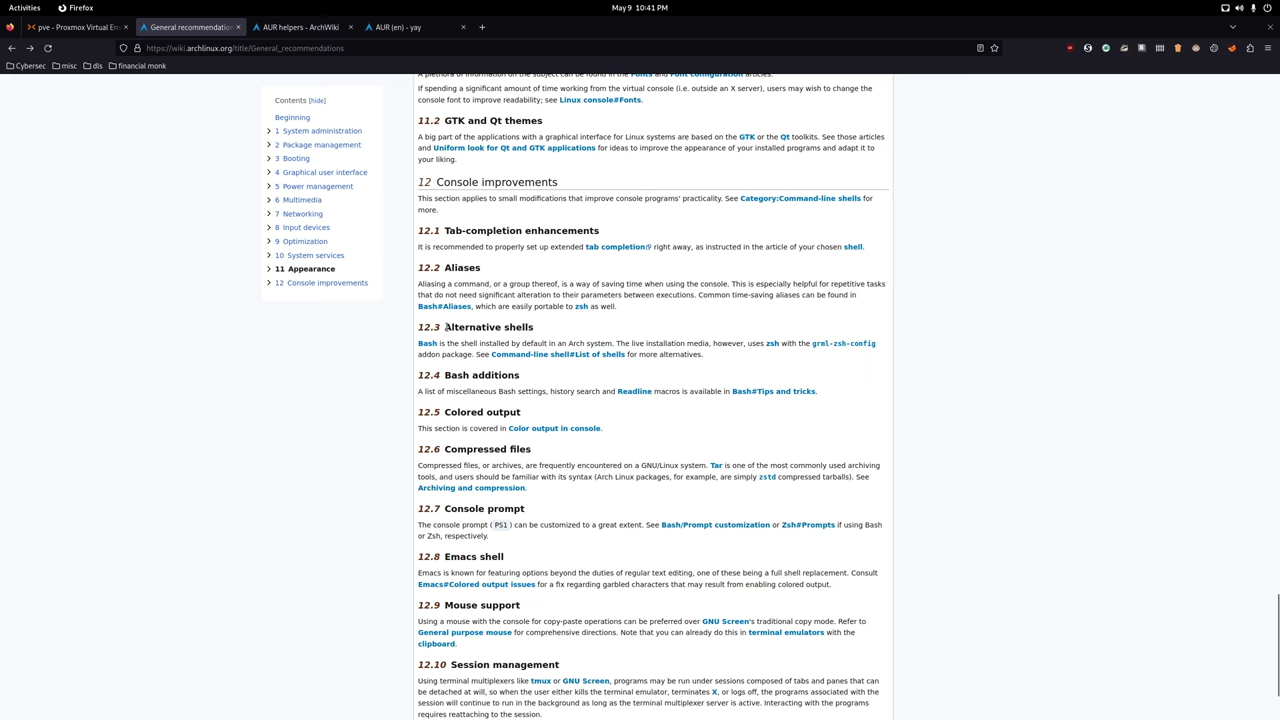 Activities
Firefox
May 9 10:41 PM
pve - Proxmox Virtual En
General recommendation
AUR helpers - ArchWiki
AUR (en) - yay
https://wiki.archlinux.org/title/General_recommendations
Cybersec
misc
dls
financial monk
Contents [hide]
Beginning
1 System administration
2 Package management
3 Booting
4 Graphical user interface
5 Power management
6 Multimedia
7 Networking
8 Input devices
9 Optimization
10 System services
11 Appearance
12 Console improvements
A plethora of information on the subject can be found in the Fonts and Font configuration articles.
If spending a significant amount of time working from the virtual console (i.e. outside an X server), users may wish to change the
console font to improve readability; see Linux console#Fonts.
11.2 GTK and Qt themes
A big part of the applications with a graphical interface for Linux systems are based on the GTK or the Qt toolkits. See those articles
and Uniform look for Qt and GTK applications for ideas to improve the appearance of your installed programs and adapt it to
your liking.
12 Console improvements
This section applies to small modifications that improve console programs' practicality. See Category:Command-line shells for
more.
12.1 Tab-completion enhancements
It is recommended to properly set up extended tab completion right away, as instructed in the article of your chosen shell.
12.2 Aliases
Aliasing a command, or a group thereof, is a way of saving time when using the console. This is especially helpful for repetitive tasks
that do not need significant alteration to their parameters between executions. Common time-saving aliases can be found in
Bash#Aliases, which are easily portable to zsh as well.
12.3 Alternative shells
Bash is the shell installed by default in an Arch system. The live installation media, however, uses zsh with the grml-zsh-config
addon package. See Command-line shell#List of shells for more alternatives.
12.4 Bash additions
A list of miscellaneous Bash settings, history search and Readline macros is available in Bash#Tips and tricks.
12.5 Colored output
This section is covered in Color output in console.
12.6 Compressed files
Compressed files, or archives, are frequently encountered on a GNU/Linux system. Tar is one of the most commonly used archiving
tools, and users should be familiar with its syntax (Arch Linux packages, for example, are simply zstd compressed tarballs). See
Archiving and compression.
12.7 Console prompt
The console prompt ( PS1 ) can be customized to a great extent. See Bash/Prompt customization or Zsh#Prompts if using Bash
or Zsh, respectively.
12.8 Emacs shell
Emacs is known for featuring options beyond the duties of regular text editing, one of these being a full shell replacement. Consult
Emacs#Colored output issues for a fix regarding garbled characters that may result from enabling colored output.
12.9 Mouse support
Using a mouse with the console for copy-paste operations can be preferred over GNU Screen's traditional copy mode. Refer to
General purpose mouse for comprehensive directions. Note that you can already do this in terminal emulators with the
clipboard.
12.10 Session management
Using terminal multiplexers like tmux or GNU Screen, programs may be run under sessions composed of tabs and panes that can
be detached at will, so when the user either kills the terminal emulator, terminates X, or logs off, the programs associated with the
session will continue to run in the background as long as the terminal multiplexer server is active. Interacting with the programs
requires reattaching to the session.